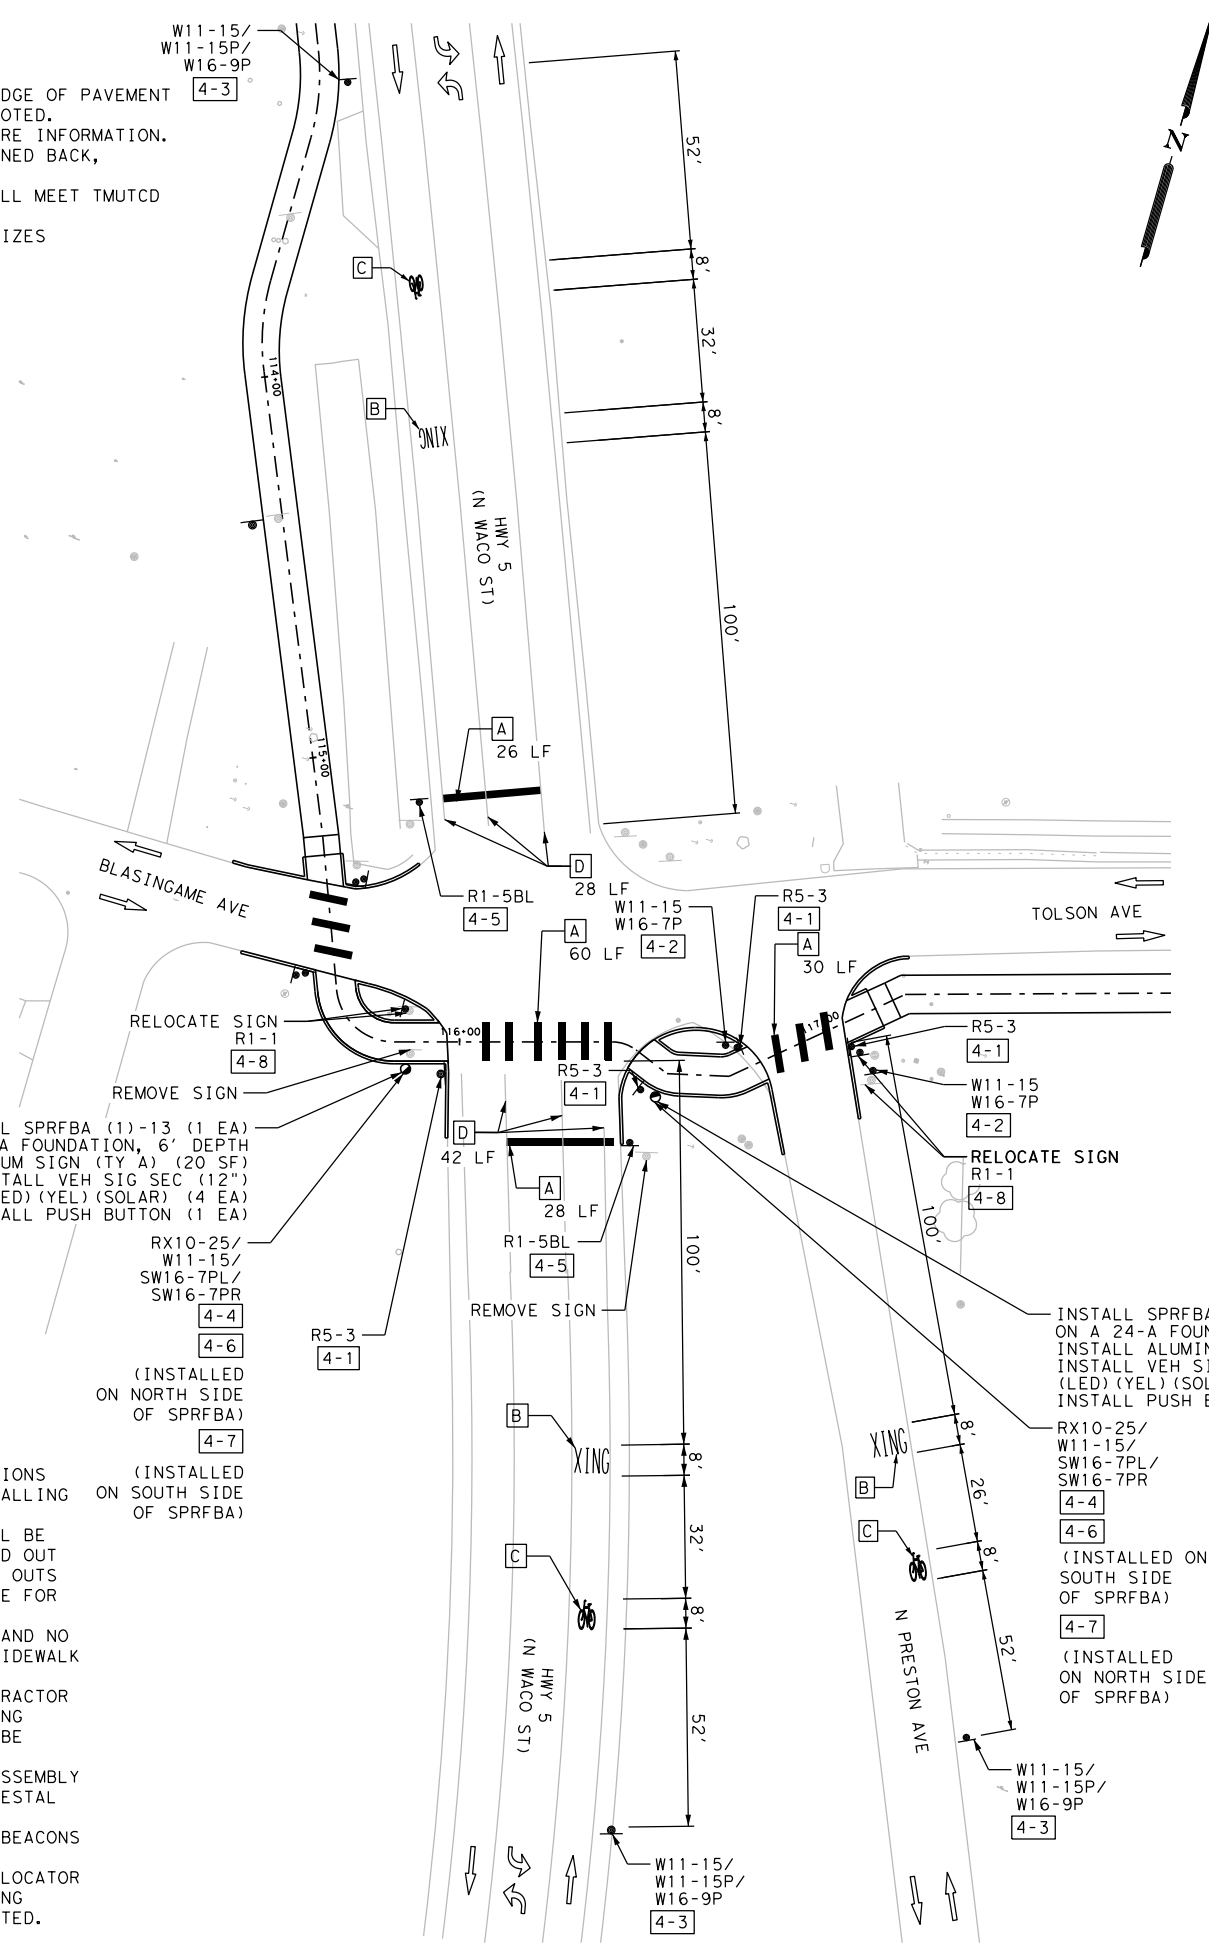 W11-15/
W11-15P/
W16-9P
4-3
DGE OF PAVEMENT
OTED.
RE INFORMATION.
NED BACK,
LL MEET TMUTCD
IZES
N
52'
8'
32'
8'
100'
C
B
XING
114+00
HWY 5
(N WACO ST)
115+00
A
26 LF
D
28 LF
R1-5BL
4-5
BLASINGAME AVE
W11-15
W16-7P
4-2
R5-3
4-1
TOLSON AVE
A
60 LF
A
30 LF
RELOCATE SIGN
R1-1
4-8
116+00
117+00
R5-3
4-1
REMOVE SIGN
R5-3
4-1
W11-15
W16-7P
4-2
L SPRFBA (1)-13 (1 EA)
A FOUNDATION, 6' DEPTH
UM SIGN (TY A) (20 SF)
TALL VEH SIG SEC (12")
ED)(YEL)(SOLAR) (4 EA)
ALL PUSH BUTTON (1 EA)
D
42 LF
A
28 LF
RELOCATE SIGN
R1-1
4-8
RX10-25/
W11-15/
SW16-7PL/
SW16-7PR
4-4
4-6
(INSTALLED
ON NORTH SIDE
OF SPRFBA)
4-7
(INSTALLED
ON SOUTH SIDE
OF SPRFBA)
R5-3
4-1
R1-5BL
4-5
REMOVE SIGN
100'
100'
INSTALL SPRFBA
ON A 24-A FOUN
INSTALL ALUMIN
INSTALL VEH SI
(LED)(YEL)(SOL
INSTALL PUSH B
RX10-25/
W11-15/
SW16-7PL/
SW16-7PR
4-4
4-6
(INSTALLED ON
SOUTH SIDE
OF SPRFBA)
4-7
(INSTALLED
ON NORTH SIDE
OF SPRFBA)
B
XING
8'
32'
C
8'
52'
XING
B
8'
26'
C
8'
52'
HWY 5
(N WACO ST)
N PRESTON AVE
IONS
ALLING
L BE
D OUT
OUTS
E FOR
AND NO
IDEWALK
RACTOR
NG
BE
SSEMBLY
ESTAL
BEACONS
LOCATOR
NG
TED.
W11-15/
W11-15P/
W16-9P
4-3
W11-15/
W11-15P/
W16-9P
4-3